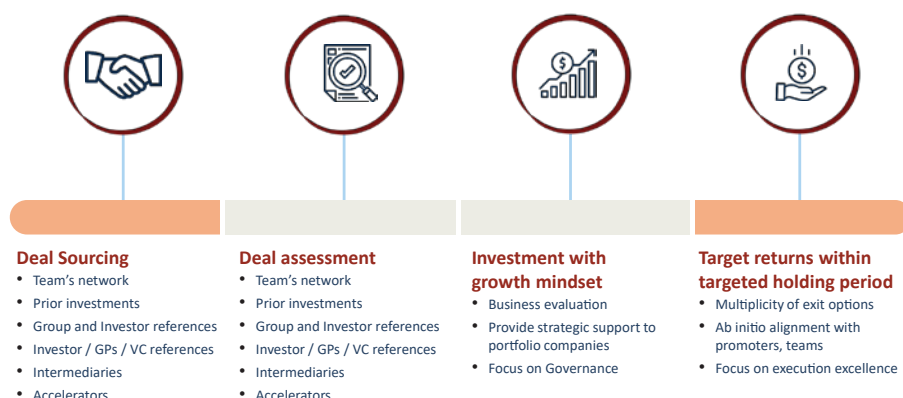 Deal Sourcing
• Team's network
• Prior investments
• Group and Investor references
• Investor / GPs / VC references
• Intermediaries
• Accelerators
Deal assessment
• Team's network
• Prior investments
• Group and Investor references
• Investor / GPs / VC references
• Intermediaries
• Accelerators
Investment with
growth mindset
• Business evaluation
• Provide strategic support to
portfolio companies
• Focus on Governance
Target returns within
targeted holding period
• Multiplicity of exit options
• Ab initio alignment with
promoters, teams
• Focus on execution excellence